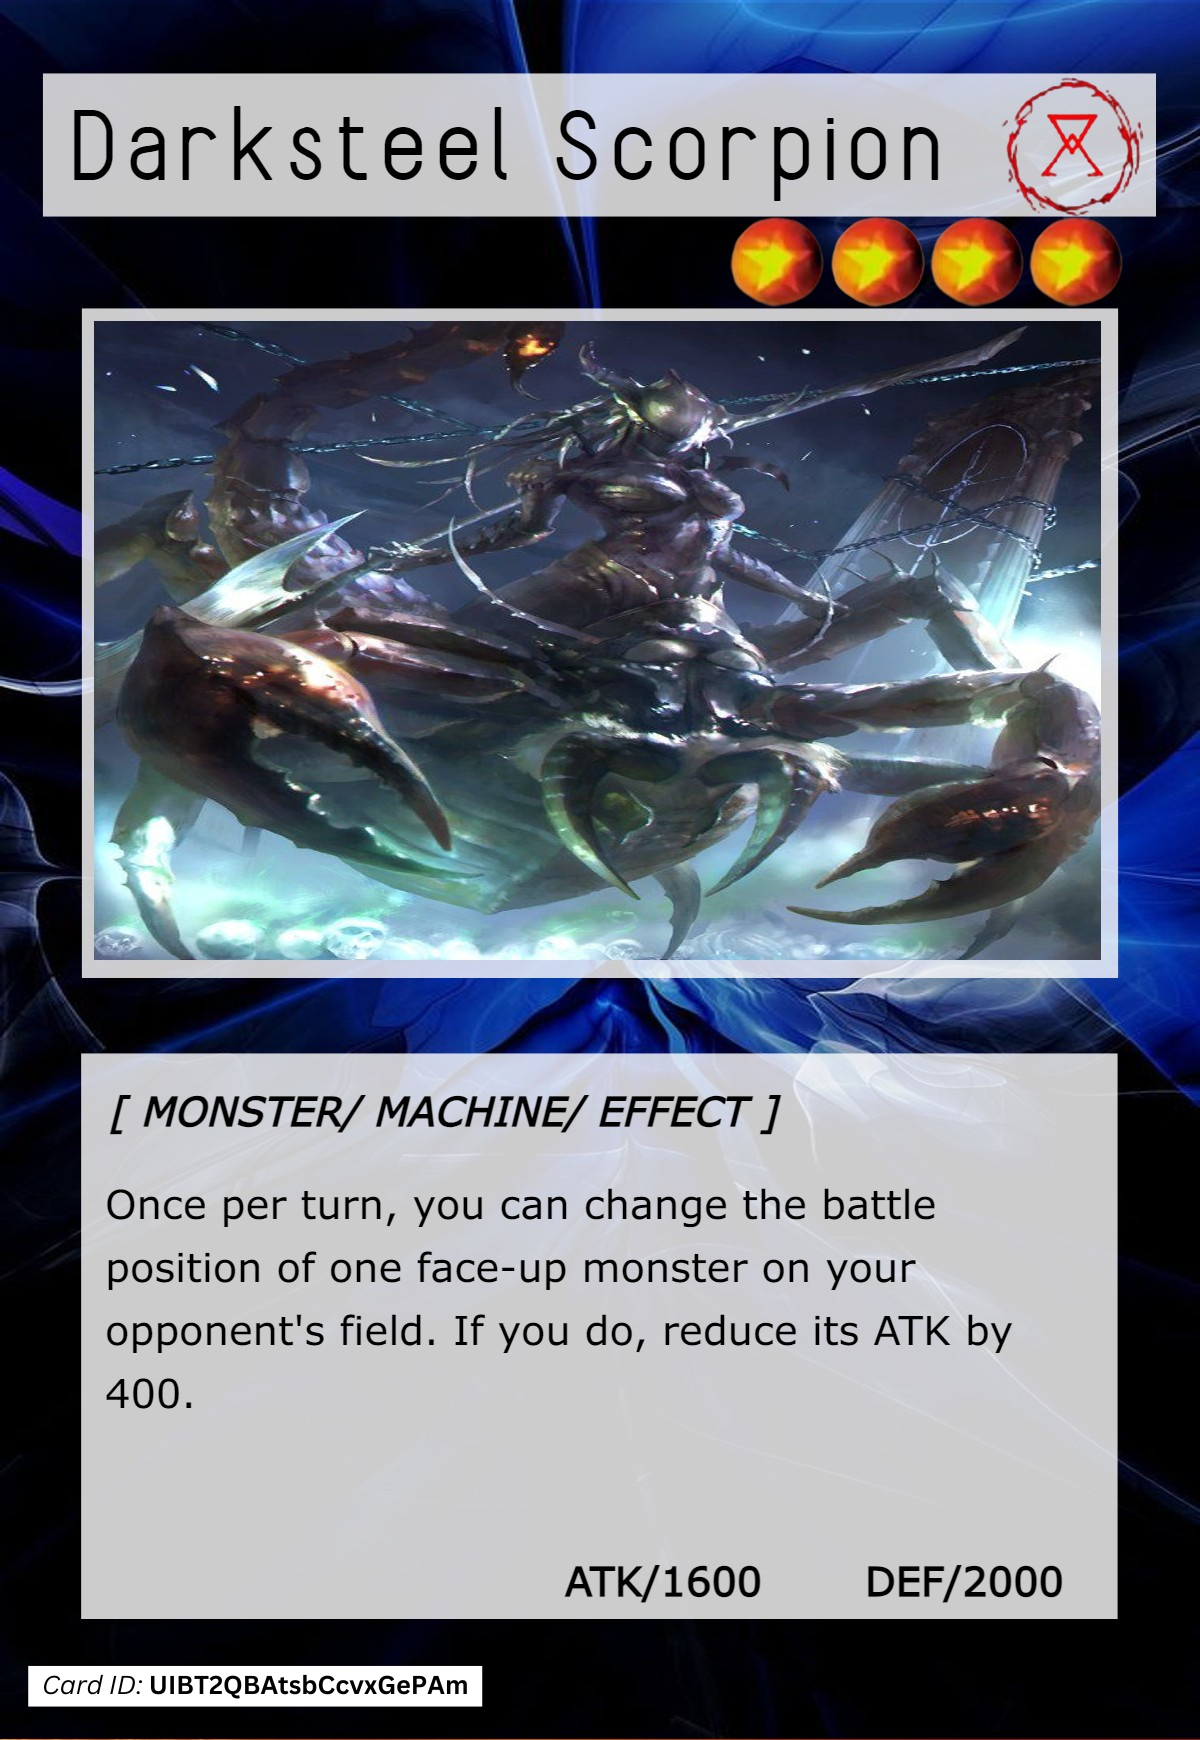 Darksteel Scorpion
[ MONSTER/ MACHINE/ EFFECT ]
Once per turn, you can change the battle
position of one face-up monster on your
opponent's field. If you do, reduce its ATK by
400.
ATK/1600 DEF/2000
Card ID: UIBT2QBAtsbCcvxGePAm